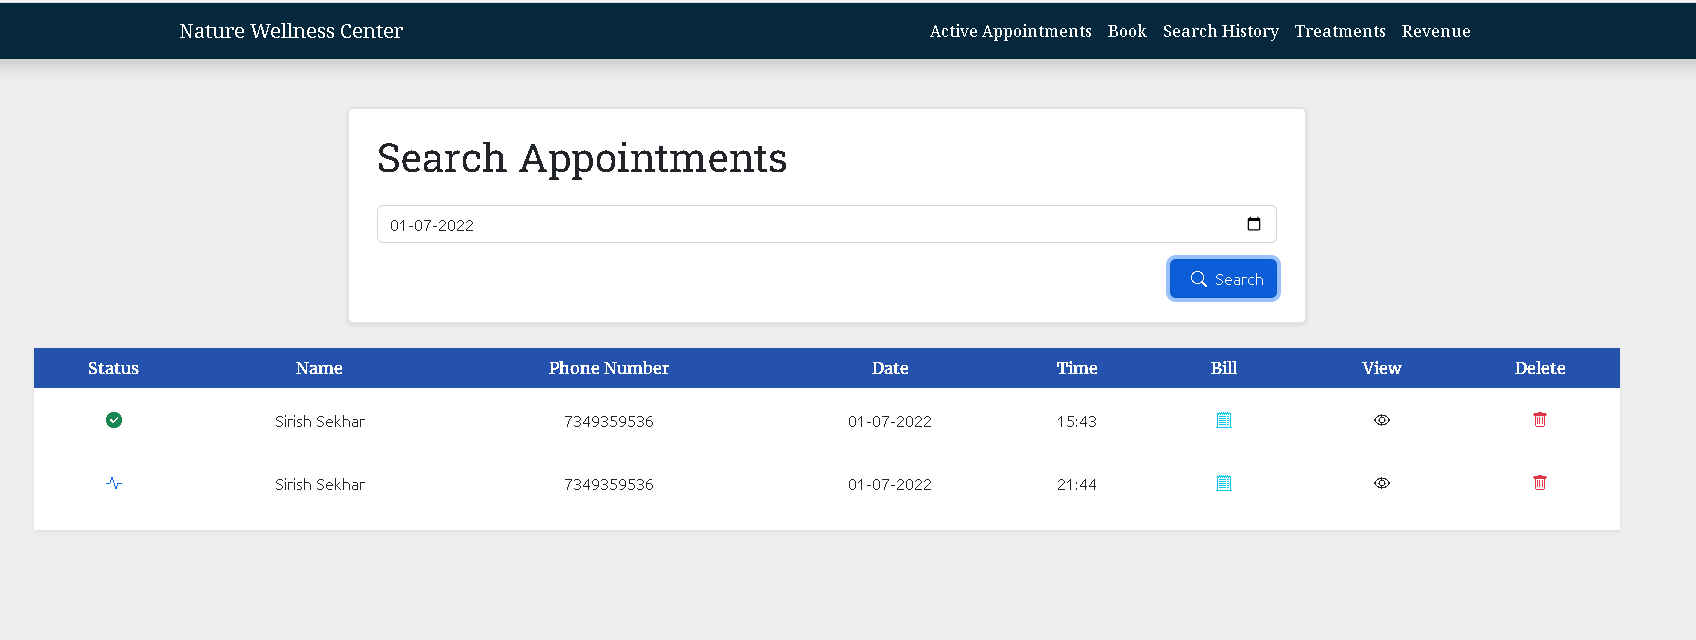 Nature Wellness Center Active Appointments Book Search History Treatments Revenue
Search Appointments
01-07-2022
Search
Status Name Phone Number Date Time Bill View Delete
Sirish Sekhar 7349359536 01-07-2022 15:43
Sirish Sekhar 7349359536 01-07-2022 21:44